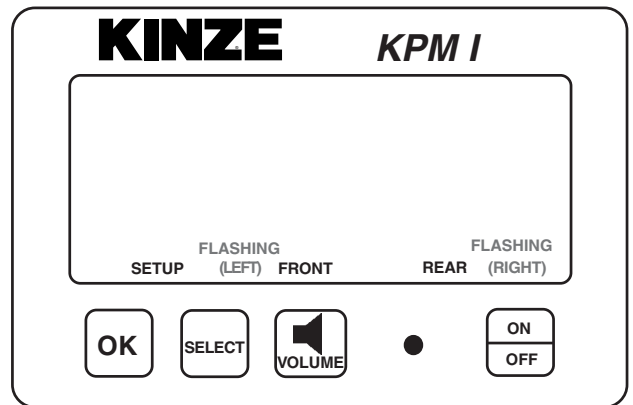 KINZE KPM I
FLASHING FLASHING
SETUP (LEFT) FRONT REAR (RIGHT)
OK SELECT VOLUME ON
OFF